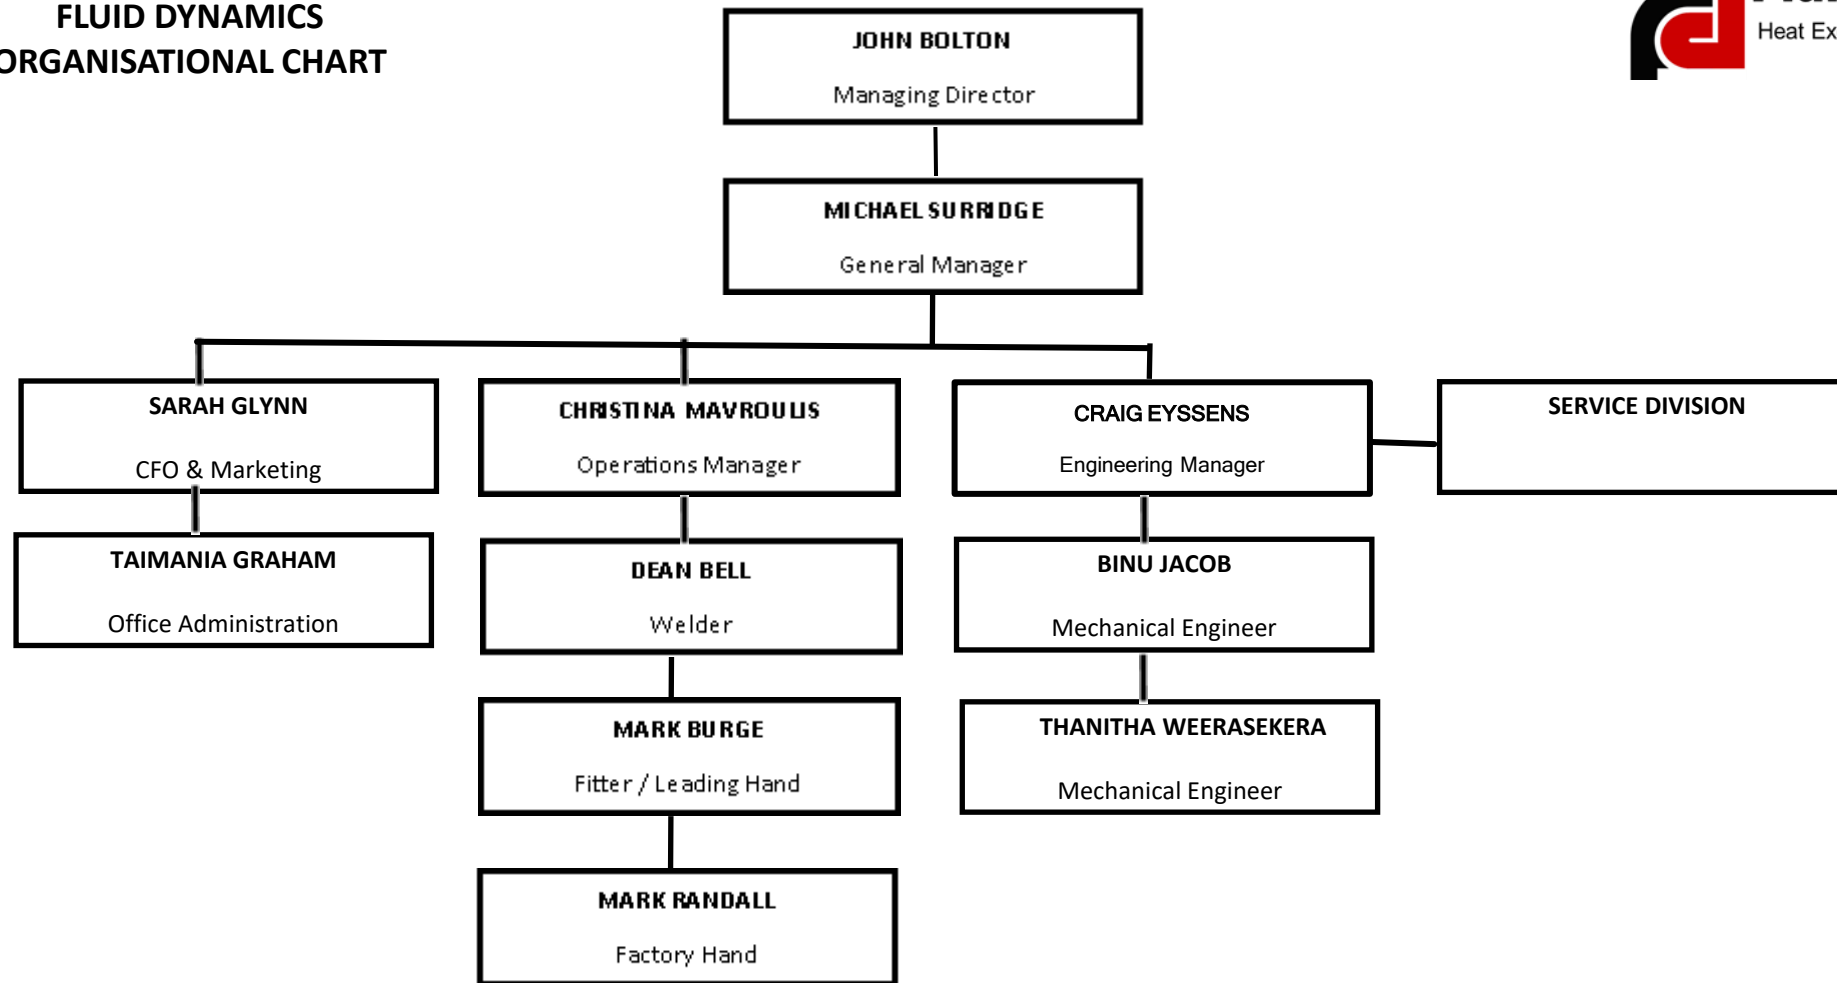 FLUID DYNAMICS
ORGANISATIONAL CHART
Heat Ex
JOHN BOLTON
Managing Director
MICHAEL SURRIDGE
General Manager
SARAH GLYNN
CFO & Marketing
CHRISTINA MAVROULIS
Operations Manager
CRAIG EYSSENS
Engineering Manager
SERVICE DIVISION
TAIMANIA GRAHAM
Office Administration
DEAN BELL
Welder
BINU JACOB
Mechanical Engineer
MARK BURGE
Fitter / Leading Hand
THANITHA WEERASEKERA
Mechanical Engineer
MARK RANDALL
Factory Hand